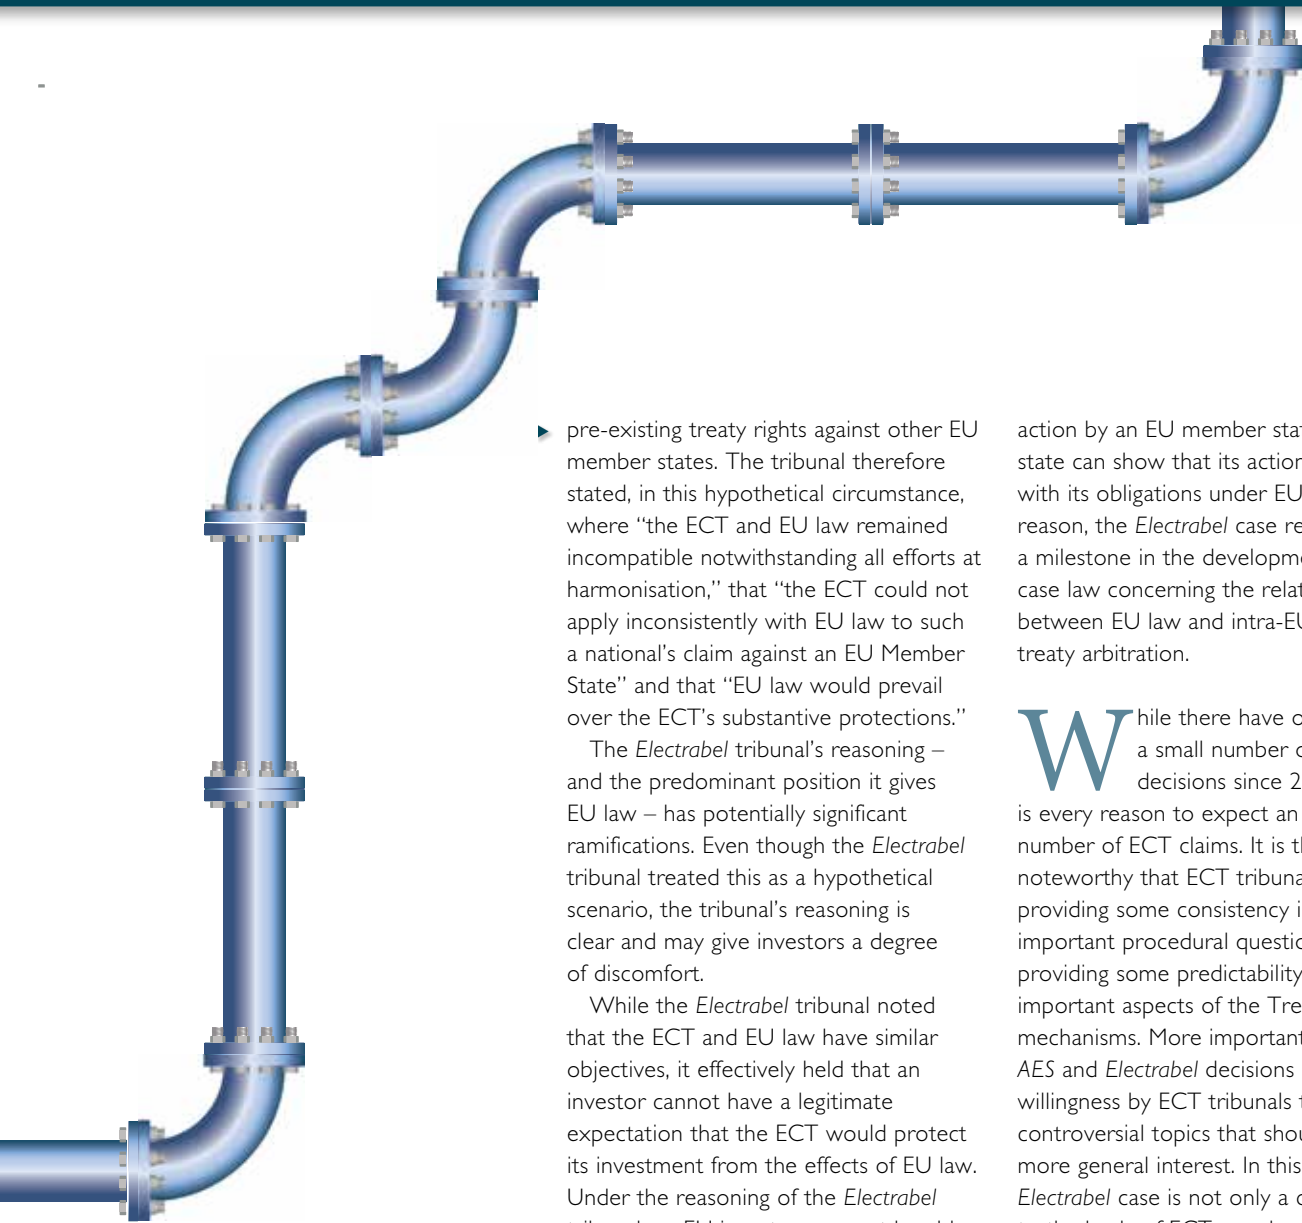 pre-existing treaty rights against other EU
member states. The tribunal therefore
stated, in this hypothetical circumstance,
where “the ECT and EU law remained
incompatible notwithstanding all efforts at
harmonisation,” that “the ECT could not
apply inconsistently with EU law to such
a national’s claim against an EU Member
State” and that “EU law would prevail
over the ECT’s substantive protections.”
The Electrabel tribunal’s reasoning –
and the predominant position it gives
EU law – has potentially significant
ramifications. Even though the Electrabel
tribunal treated this as a hypothetical
scenario, the tribunal’s reasoning is
clear and may give investors a degree
of discomfort.
While the Electrabel tribunal noted
that the ECT and EU law have similar
objectives, it effectively held that an
investor cannot have a legitimate
expectation that the ECT would protect
its investment from the effects of EU law.
Under the reasoning of the Electrabel
action by an EU member
state can show that its action
with its obligations under EU
reason, the Electrabel case
a milestone in the
case law concerning the
between EU law and
treaty arbitration.
While there have
a small number
decisions since
is every reason to expect an
number of ECT claims. It is
noteworthy that ECT
providing some consistency
important procedural
providing some predictability
important aspects of the
mechanisms. More
AES and Electrabel decisions
willingness by ECT tribunals
controversial topics that
more general interest. In this
Electrabel case is not only a